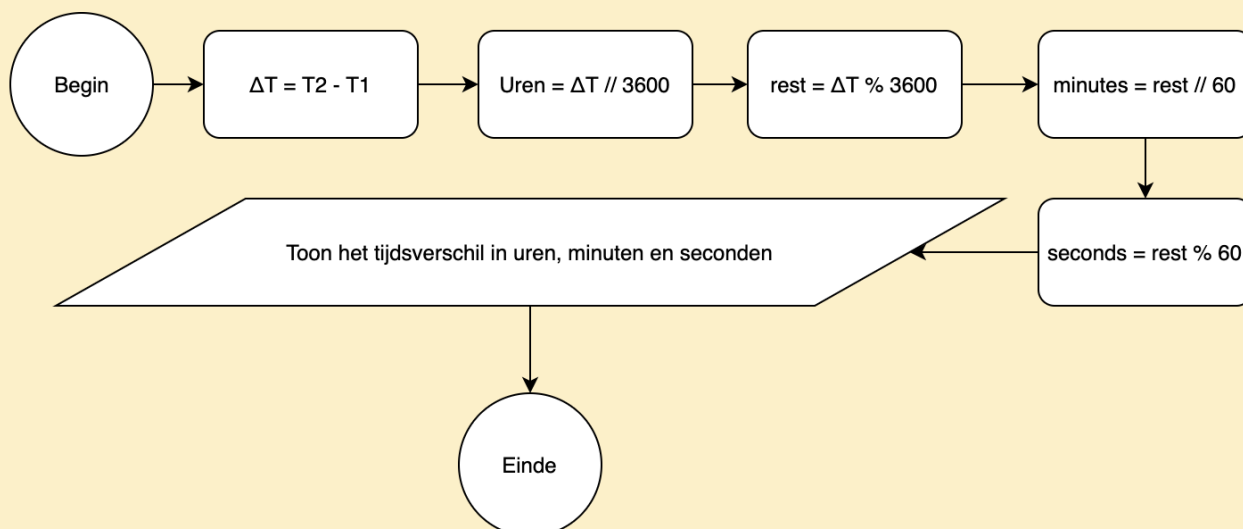 Begin
ΔT = T2 - T1
Uren = ΔT // 3600
rest = ΔT % 3600
minutes = rest // 60
seconds = rest % 60
Toon het tijdsverschil in uren, minuten en seconden
Einde